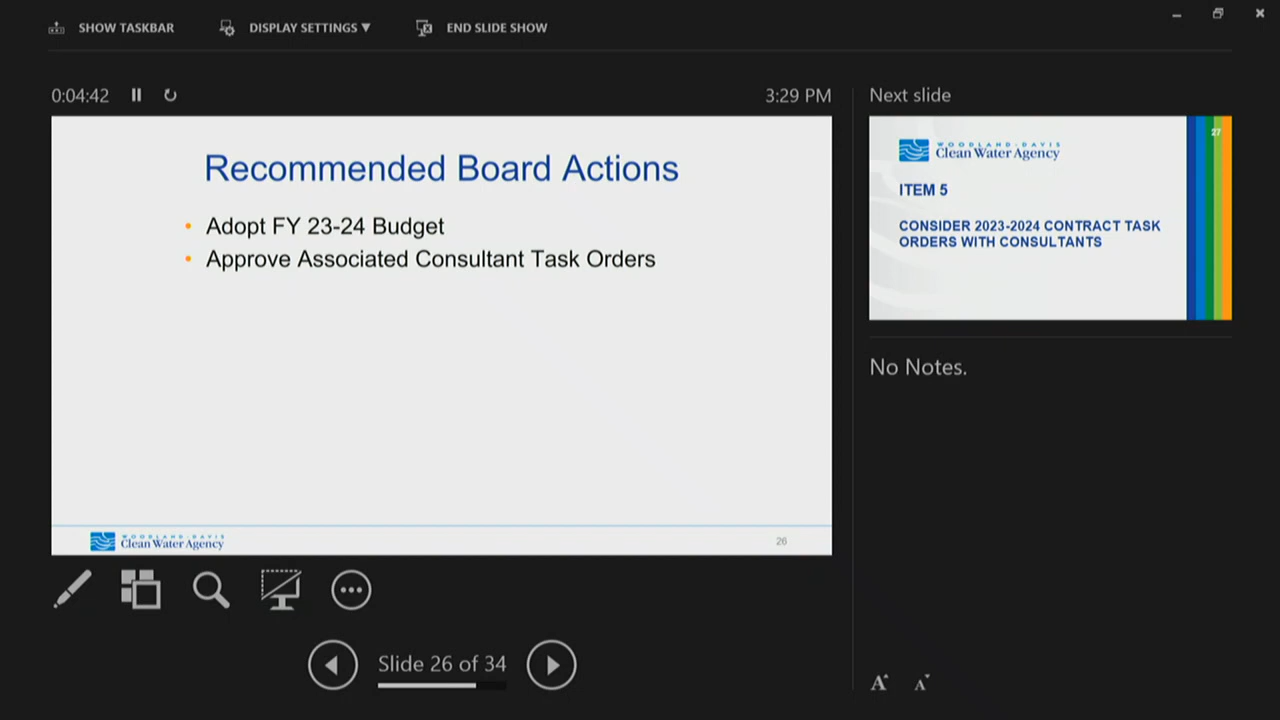 SHOW TASKBAR
DISPLAY SETTINGS ▼
END SLIDE SHOW
0:04:42
3:29 PM
Recommended Board Actions
• Adopt FY 23-24 Budget
• Approve Associated Consultant Task Orders
WOODLAND-DAVIS
Clean Water Agency
26
Slide 26 of 34
Next slide
27
WOODLAND-DAVIS
Clean Water Agency
ITEM 5
CONSIDER 2023-2024 CONTRACT TASK
ORDERS WITH CONSULTANTS
No Notes.
A A